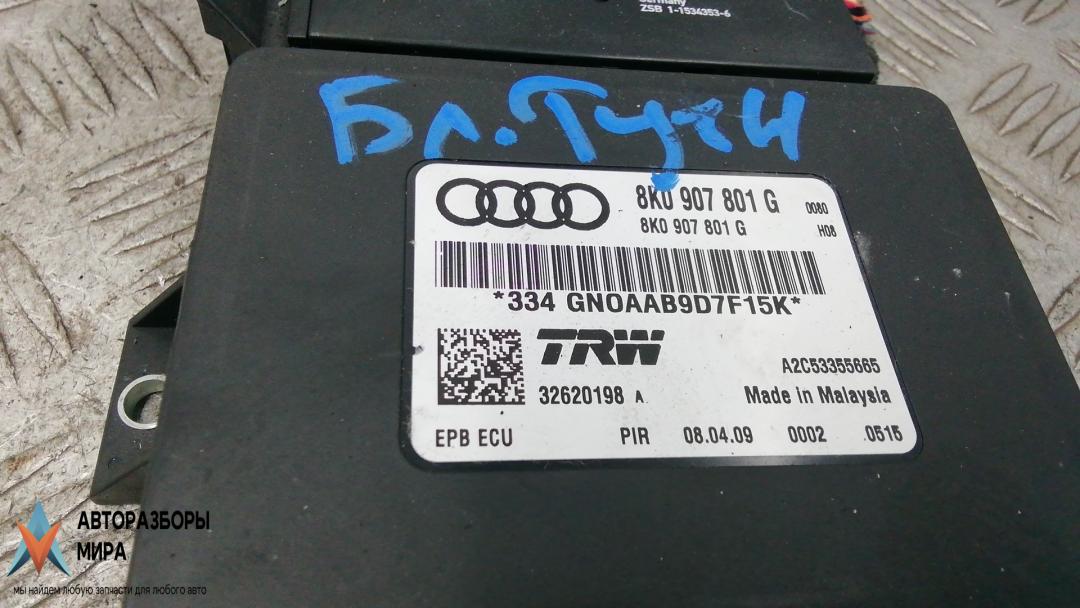 Germany
ZSB 1-1534353-6
Бл. Тучи
8K0 907 801 G 0080
8K0 907 801 G H08
*334 GNOAAB9D7F15K*
TRW
A2C53355665
32620198 A Made in Malaysia
EPB ECU PIR 08.04.09 0002 0515
АВТОРАЗБОРЫ
МИРА
мы найдем любую запчасти для любого авто